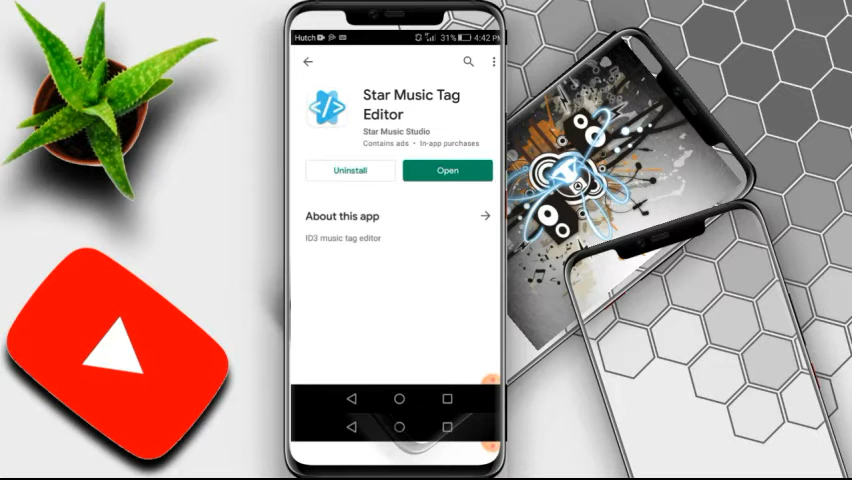 Hutch 31% 4:42 PM
Star Music Tag
Editor
Star Music Studio
Contains ads • In-app purchases
Uninstall
Open
About this app
ID3 music tag editor